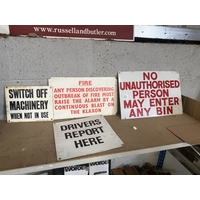 www.russellandbutler.com
SWITCH OFF
MACHINERY
WHEN NOT IN USE
FIRE
ANY PERSON DISCOVERING
OUTBREAK OF FIRE MUST
RAISE THE ALARM BY A
CONTINUOUS BLAST ON
THE KLAXON
NO
UNAUTHORISED
PERSON
MAY ENTER
ANY BIN
DRIVERS
REPORT
HERE